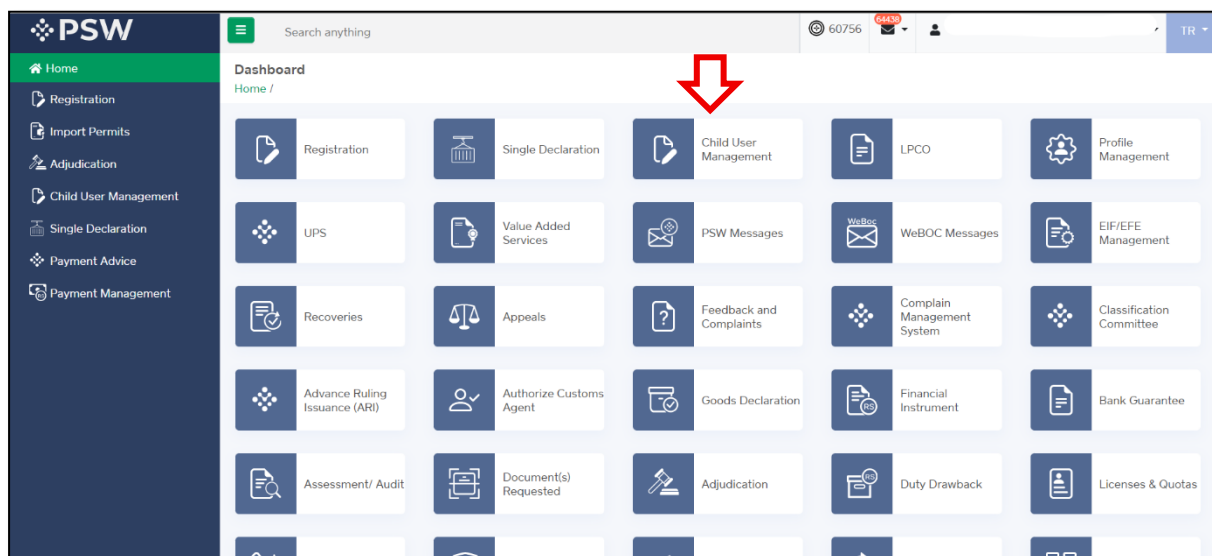 PSW
Search anything
60756
64438
TR
Home
Registration
Import Permits
Adjudication
Child User Management
Single Declaration
Payment Advice
Payment Management
Dashboard
Home /
Registration
Single Declaration
Child User
Management
LPCO
Profile
Management
UPS
Value Added
Services
PSW Messages
WeBoc
WeBOC Messages
EIF/EFE
Management
Recoveries
Appeals
Feedback and
Complaints
Complain
Management
System
Classification
Committee
Advance Ruling
Issuance (ARI)
Authorize Customs
Agent
Goods Declaration
RS
Financial
Instrument
Bank Guarantee
Assessment/ Audit
Document(s)
Requested
Adjudication
RS
Duty Drawback
Licenses & Quotas